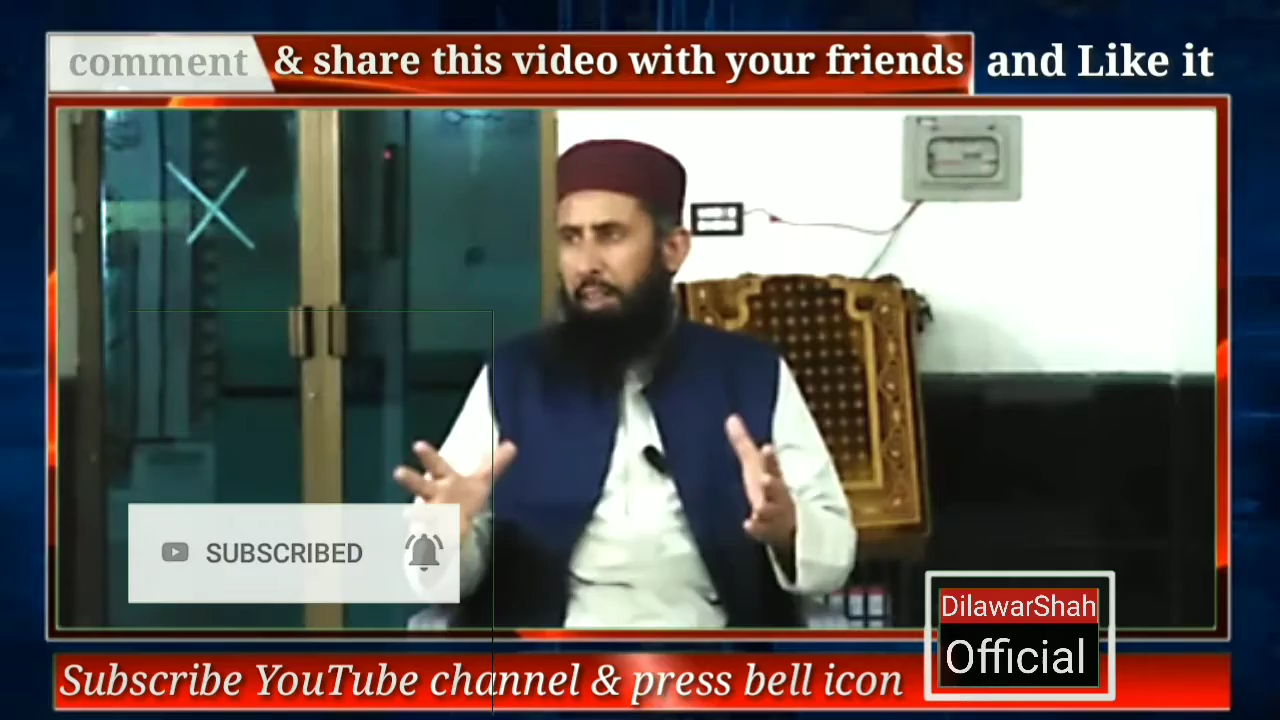 comment & share this video with your friends and Like it
SUBSCRIBED
DilawarShah
Official
Subscribe YouTube channel & press bell icon